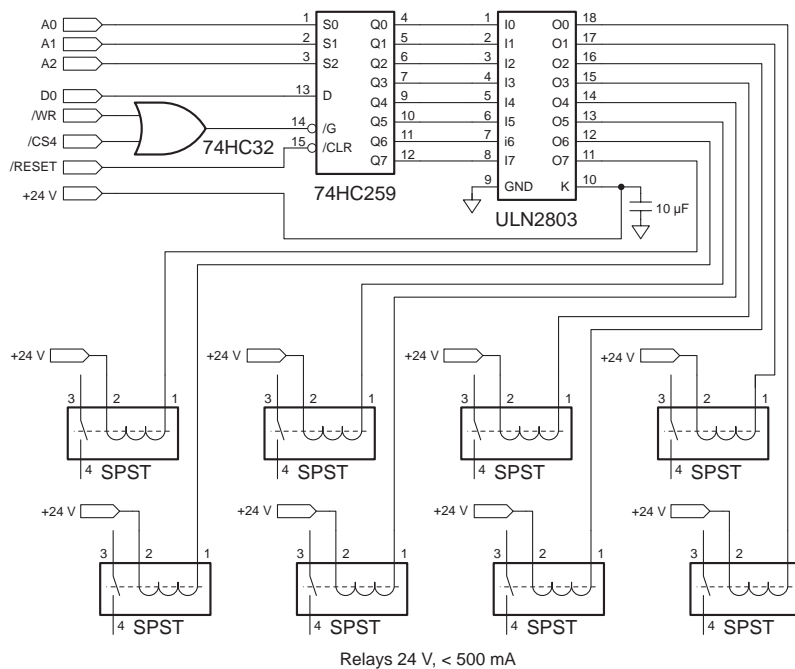 A0 1 S0 Q0 4 1 I0 O0 18
A1 2 S1 Q1 5 2 I1 O1 17
A2 3 S2 Q2 6 3 I2 O2 16
Q3 7 4 I3 O3 15
D0 13 D Q4 9 5 I4 O4 14
/WR Q5 10 6 I5 O5 13
14 /G Q6 11 7 i6 O6 12
/CS4 74HC32 15 /CLR Q7 12 8 I7 O7 11
/RESET
+24 V 74HC259 9 GND K 10
10 µF
ULN2803
+24 V +24 V +24 V +24 V
3 2 1 3 2 1 3 2 1 3 2 1
4 SPST 4 SPST 4 SPST 4 SPST
+24 V +24 V +24 V +24 V
3 2 1 3 2 1 3 2 1 3 2 1
4 SPST 4 SPST 4 SPST 4 SPST
Relays 24 V, < 500 mA